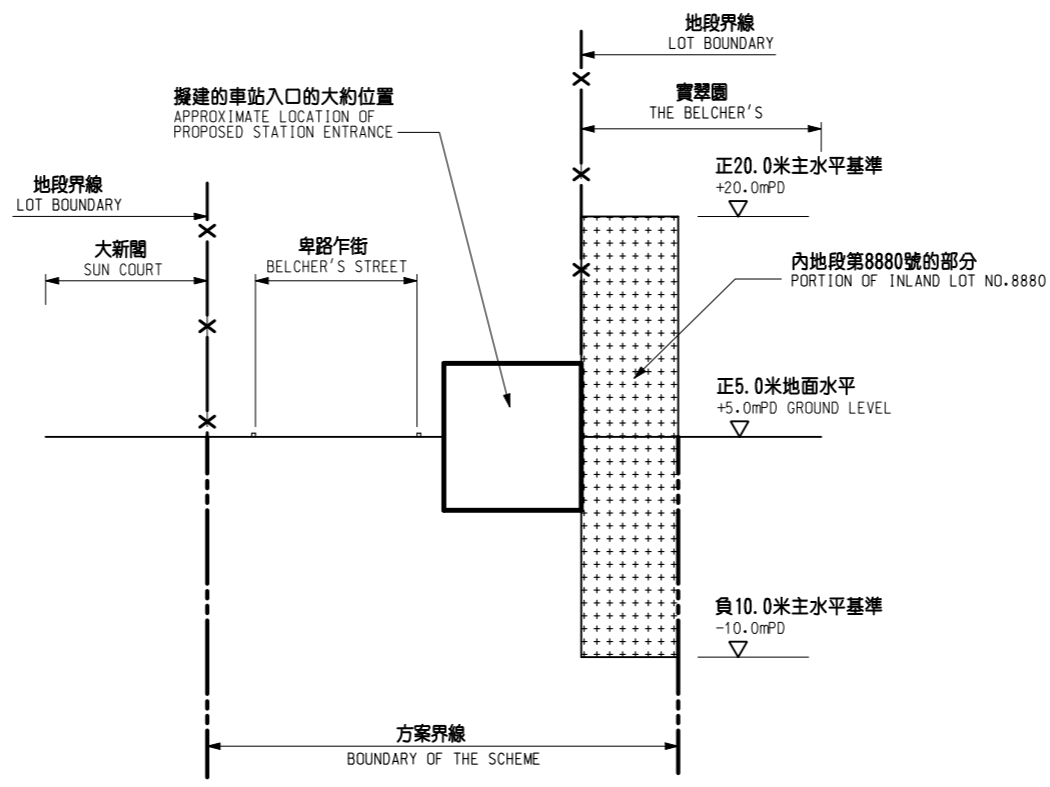 地段界線
LOT BOUNDARY
寶翠園
THE BELCHER'S
擬建的車站入口的大約位置
APPROXIMATE LOCATION OF
PROPOSED STATION ENTRANCE
正20.0米主水平基準
+20.0mPD
地段界線
LOT BOUNDARY
大新閣
SUN COURT
卑路乍街
BELCHER'S STREET
內地段第8880號的部分
PORTION OF INLAND LOT NO.8880
正5.0米地面水平
+5.0mPD GROUND LEVEL
負10.0米主水平基準
-10.0mPD
方案界線
BOUNDARY OF THE SCHEME